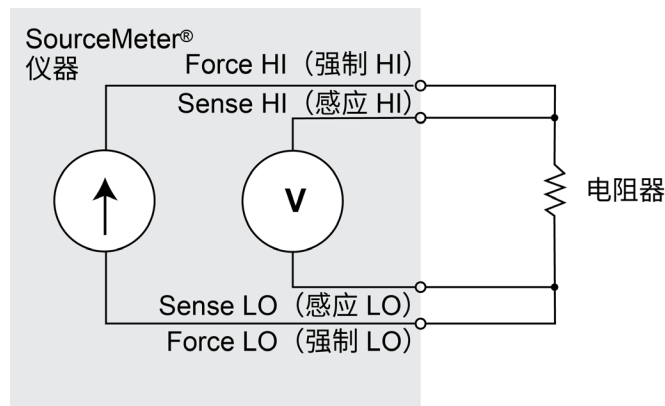 SourceMeter®
仪器
Force HI（强制 HI）
Sense HI（感应 HI）
V
电阻器
Sense LO（感应 LO）
Force LO（强制 LO）